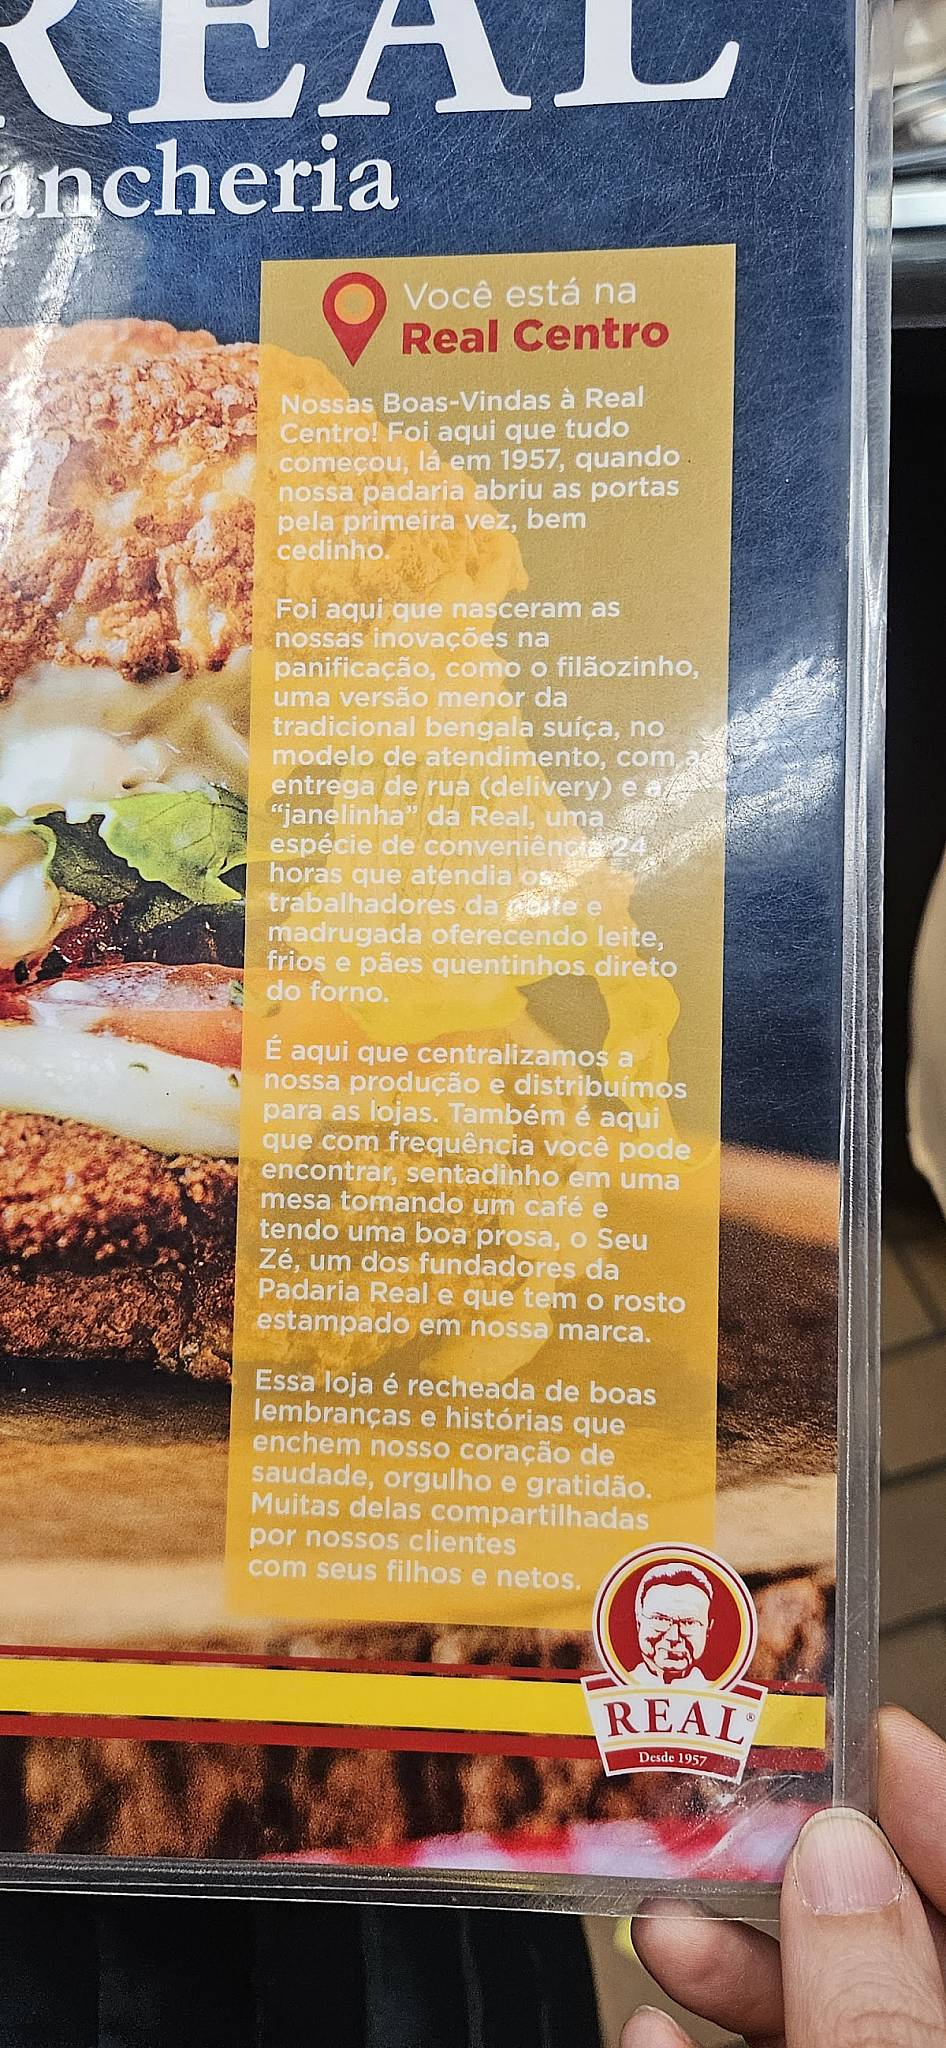 REAL
ancheria
Você está na
Real Centro
Nossas Boas-Vindas à Real
Centro! Foi aqui que tudo
começou, lá em 1957, quando
nossa padaria abriu as portas
pela primeira vez, bem
cedinho.
Foi aqui que nasceram as
nossas inovações na
panificação, como o filãozinho,
uma versão menor da
tradicional bengala suíça, no
modelo de atendimento, com a
entrega de rua (delivery) e a
“janelinha” da Real, uma
espécie de conveniência 24
horas que atendia os
trabalhadores da noite e
madrugada oferecendo leite,
frios e pães quentinhos direto
do forno.
É aqui que centralizamos a
nossa produção e distribuímos
para as lojas. Também é aqui
que com frequência você pode
encontrar, sentadinho em uma
mesa tomando um café e
tendo uma boa prosa, o Seu
Zé, um dos fundadores da
Padaria Real e que tem o rosto
estampado em nossa marca.
Essa loja é recheada de boas
lembranças e histórias que
enchem nosso coração de
saudade, orgulho e gratidão.
Muitas delas compartilhadas
por nossos clientes
com seus filhos e netos.
REAL®
Desde 1957